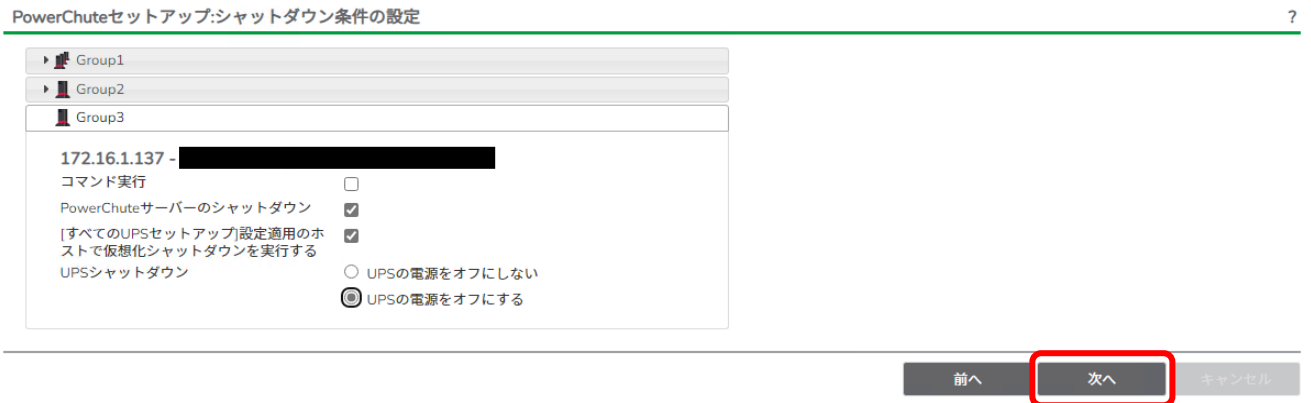 PowerChuteセットアップ:シャットダウン条件の設定 ?
Group1
Group2
Group3
172.16.1.137 -
コマンド実行
PowerChuteサーバーのシャットダウン
[すべてのUPSセットアップ]設定適用のホ
ストで仮想化シャットダウンを実行する
UPSシャットダウン UPSの電源をオフにしない
UPSの電源をオフにする
前へ 次へ キャンセル